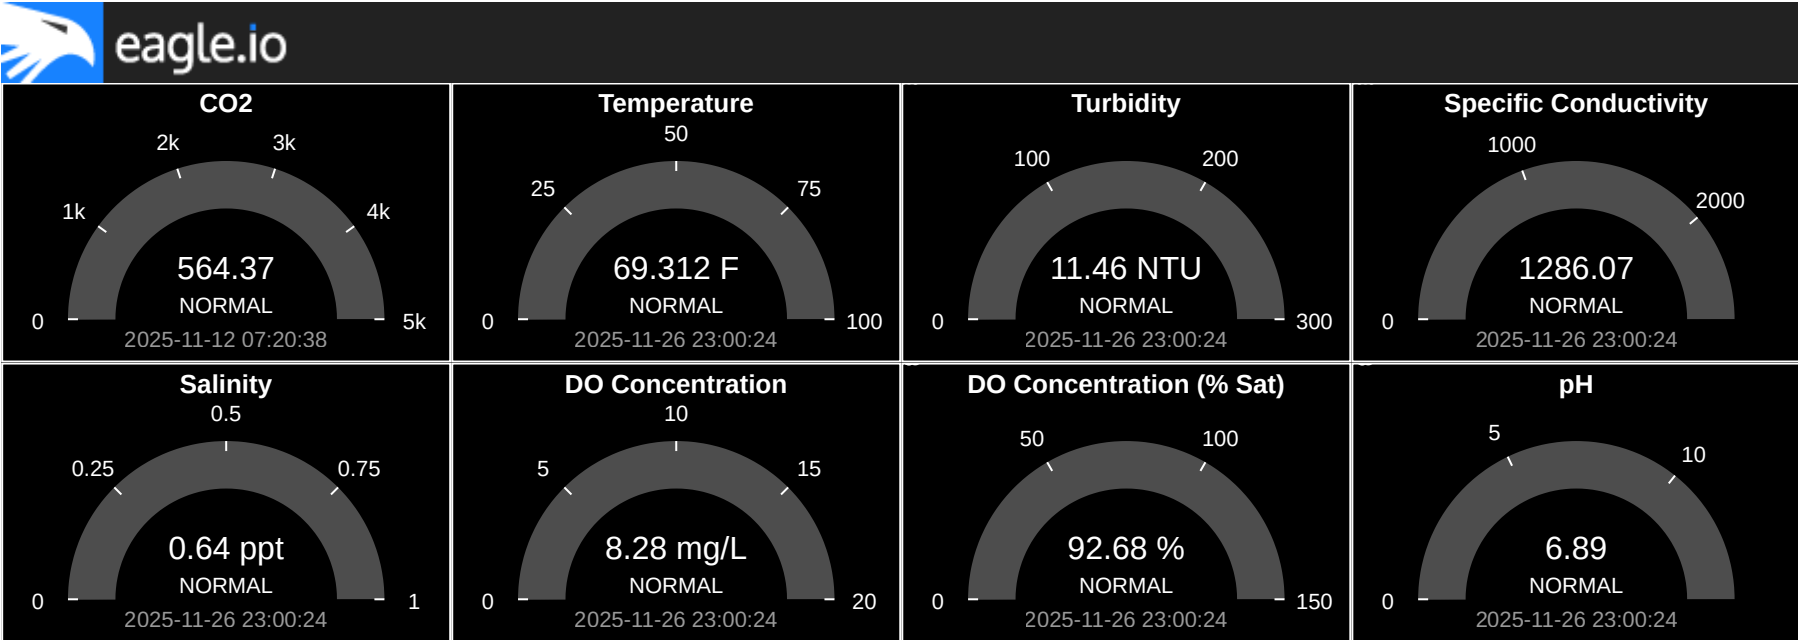 eagle.io
CO2
2k
3k
1k
4k
564.37
NORMAL
0
5k
2025-11-12 07:20:38
Temperature
50
25
75
69.312 F
NORMAL
0
100
2025-11-26 23:00:24
Turbidity
100
200
11.46 NTU
NORMAL
0
300
2025-11-26 23:00:24
Specific Conductivity
1000
2000
1286.07
NORMAL
0
2025-11-26 23:00:24
Salinity
0.5
0.25
0.75
0.64 ppt
NORMAL
0
1
2025-11-26 23:00:24
DO Concentration
10
5
15
8.28 mg/L
NORMAL
0
20
2025-11-26 23:00:24
DO Concentration (% Sat)
50
100
92.68 %
NORMAL
0
150
2025-11-26 23:00:24
pH
5
10
6.89
NORMAL
0
2025-11-26 23:00:24